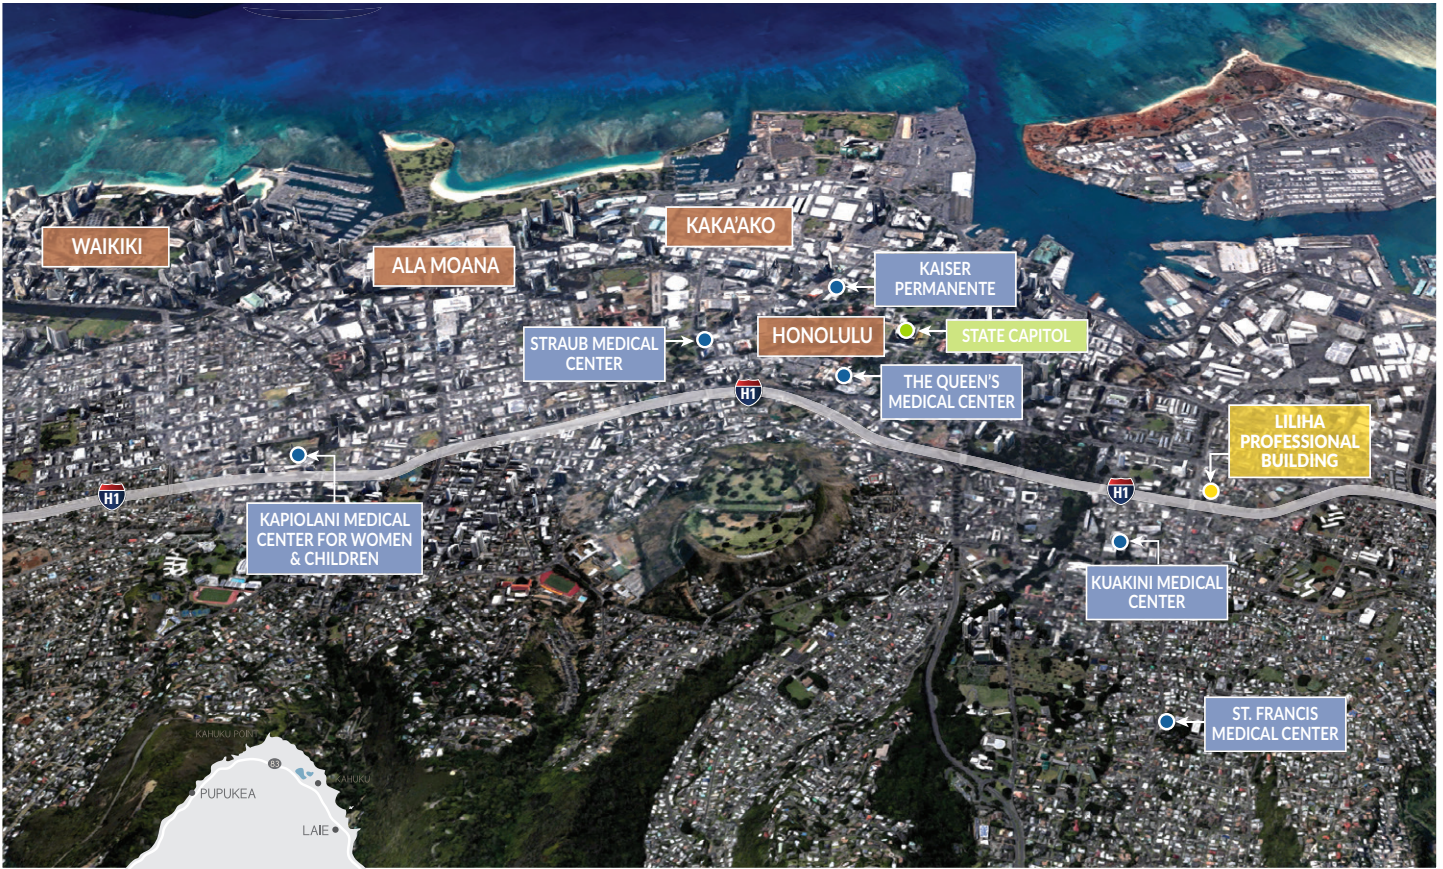 WAIKIKI
ALA MOANA
KAKA'AKO
KAISER
PERMANENTE
STRAUB MEDICAL
CENTER
HONOLULU
STATE CAPITOL
THE QUEEN'S
MEDICAL CENTER
H1
LILIHA
PROFESSIONAL
BUILDING
H1
H1
KAPIOLANI MEDICAL
CENTER FOR WOMEN
& CHILDREN
KUAKINI MEDICAL
CENTER
ST. FRANCIS
MEDICAL CENTER
KAHUKU POINT
83
KAHUKU
PUPUKEA
LAIE